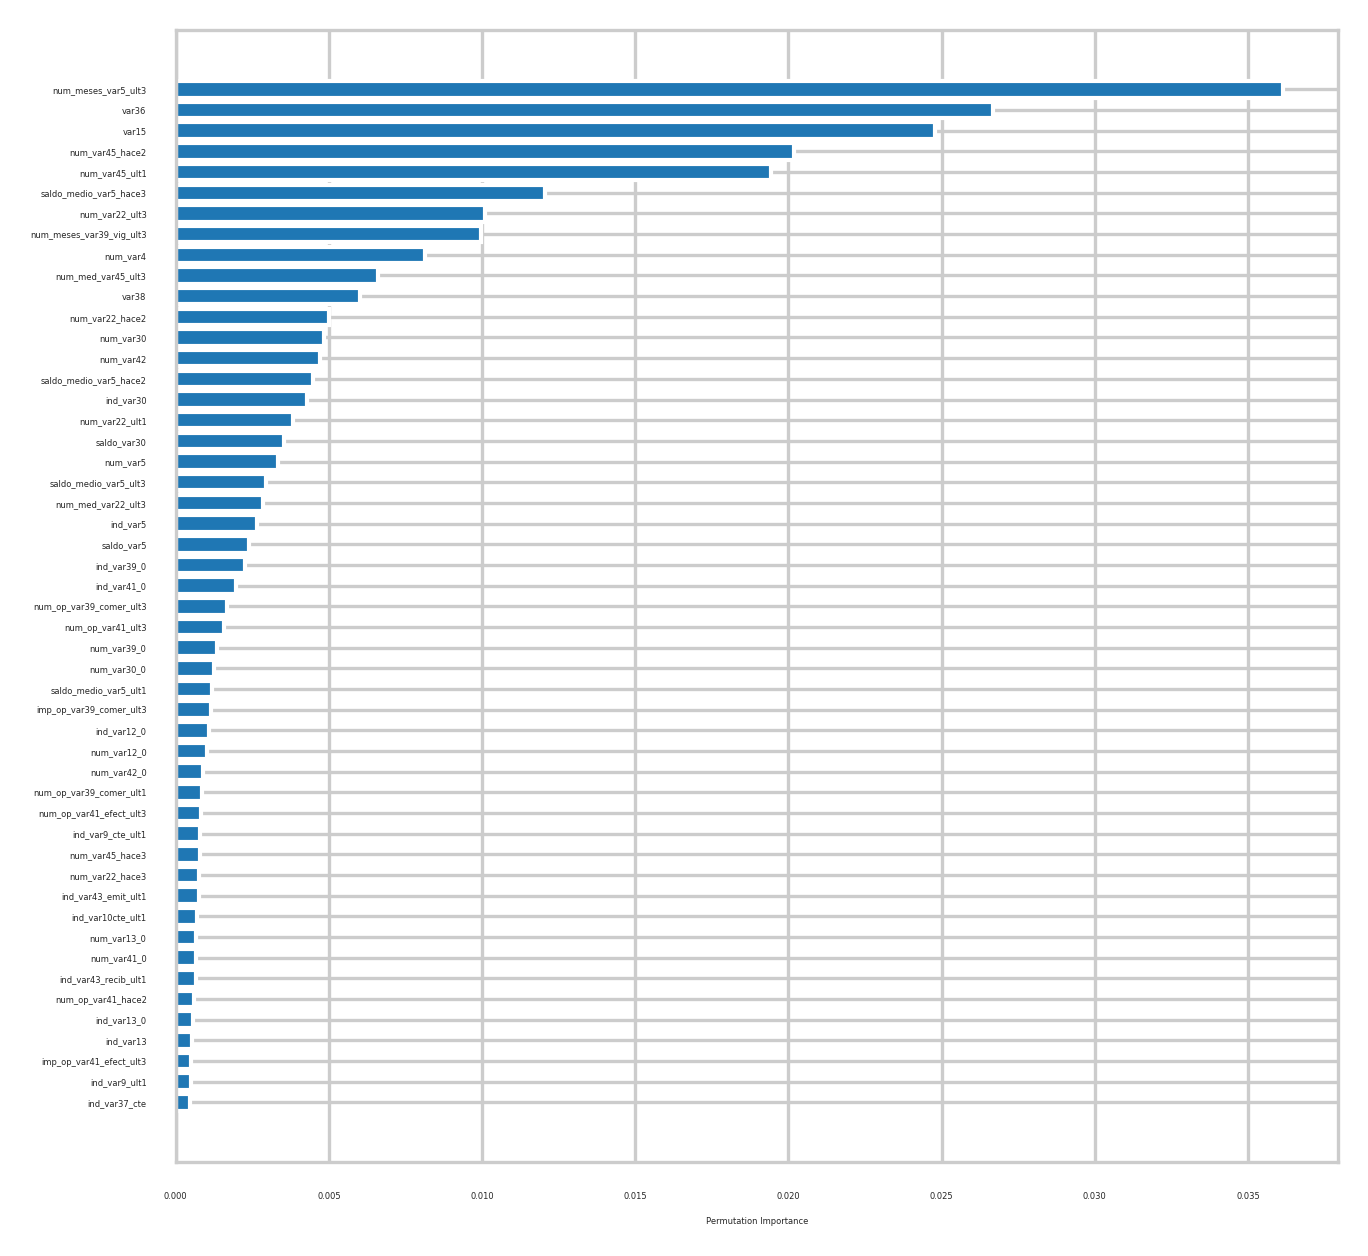 num_meses_var5_ult3
var36
var15
num_var45_hace2
num_var45_ult1
saldo_medio_var5_hace3
num_var22_ult3
num_meses_var39_vig_ult3
num_var4
num_med_var45_ult3
var38
num_var22_hace2
num_var30
num_var42
saldo_medio_var5_hace2
ind_var30
num_var22_ult1
saldo_var30
num_var5
saldo_medio_var5_ult3
num_med_var22_ult3
ind_var5
saldo_var5
ind_var39_0
ind_var41_0
num_op_var39_comer_ult3
num_op_var41_ult3
num_var39_0
num_var30_0
saldo_medio_var5_ult1
imp_op_var39_comer_ult3
ind_var12_0
num_var12_0
num_var42_0
num_op_var39_comer_ult1
num_op_var41_efect_ult3
ind_var9_cte_ult1
num_var45_hace3
num_var22_hace3
ind_var43_emit_ult1
ind_var10cte_ult1
num_var13_0
num_var41_0
ind_var43_recib_ult1
num_op_var41_hace2
ind_var13_0
ind_var13
imp_op_var41_efect_ult3
ind_var9_ult1
ind_var37_cte
0.000 0.005 0.010 0.015 0.020 0.025 0.030 0.035
Permutation Importance